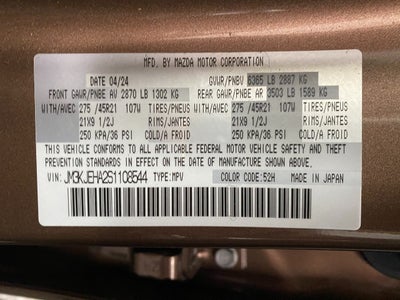 MFD. BY MAZDA MOTOR CORPORATION
DATE 04/24 GVWR/PNBV 6365 LB 2887 KG
FRONT GAWR/PNBE AV 2870 LB 1302 KG REAR GAWR/PNBE AR 3503 LB 1589 KG
WITH/AVEC 275 /45R21 107W TIRES/PNEUS WITH/AVEC 275 /45R21 107W TIRES/PNEUS
21X9 1/2J RIMS/JANTES 21X9 1/2J RIMS/JANTES
250 KPA/36 PSI COLD/A FROID 250 KPA/36 PSI COLD/A FROID
THIS VEHICLE CONFORMS TO ALL APPLICABLE FEDERAL MOTOR VEHICLE SAFETY AND THEFT
PREVENTION STANDARDS IN EFFECT ON THE DATE OF MANUFACTURE SHOWN ABOVE.
VIN: JM3KJEHA2S1108544 TYPE:MPV COLOR CODE:52H MADE IN JAPAN